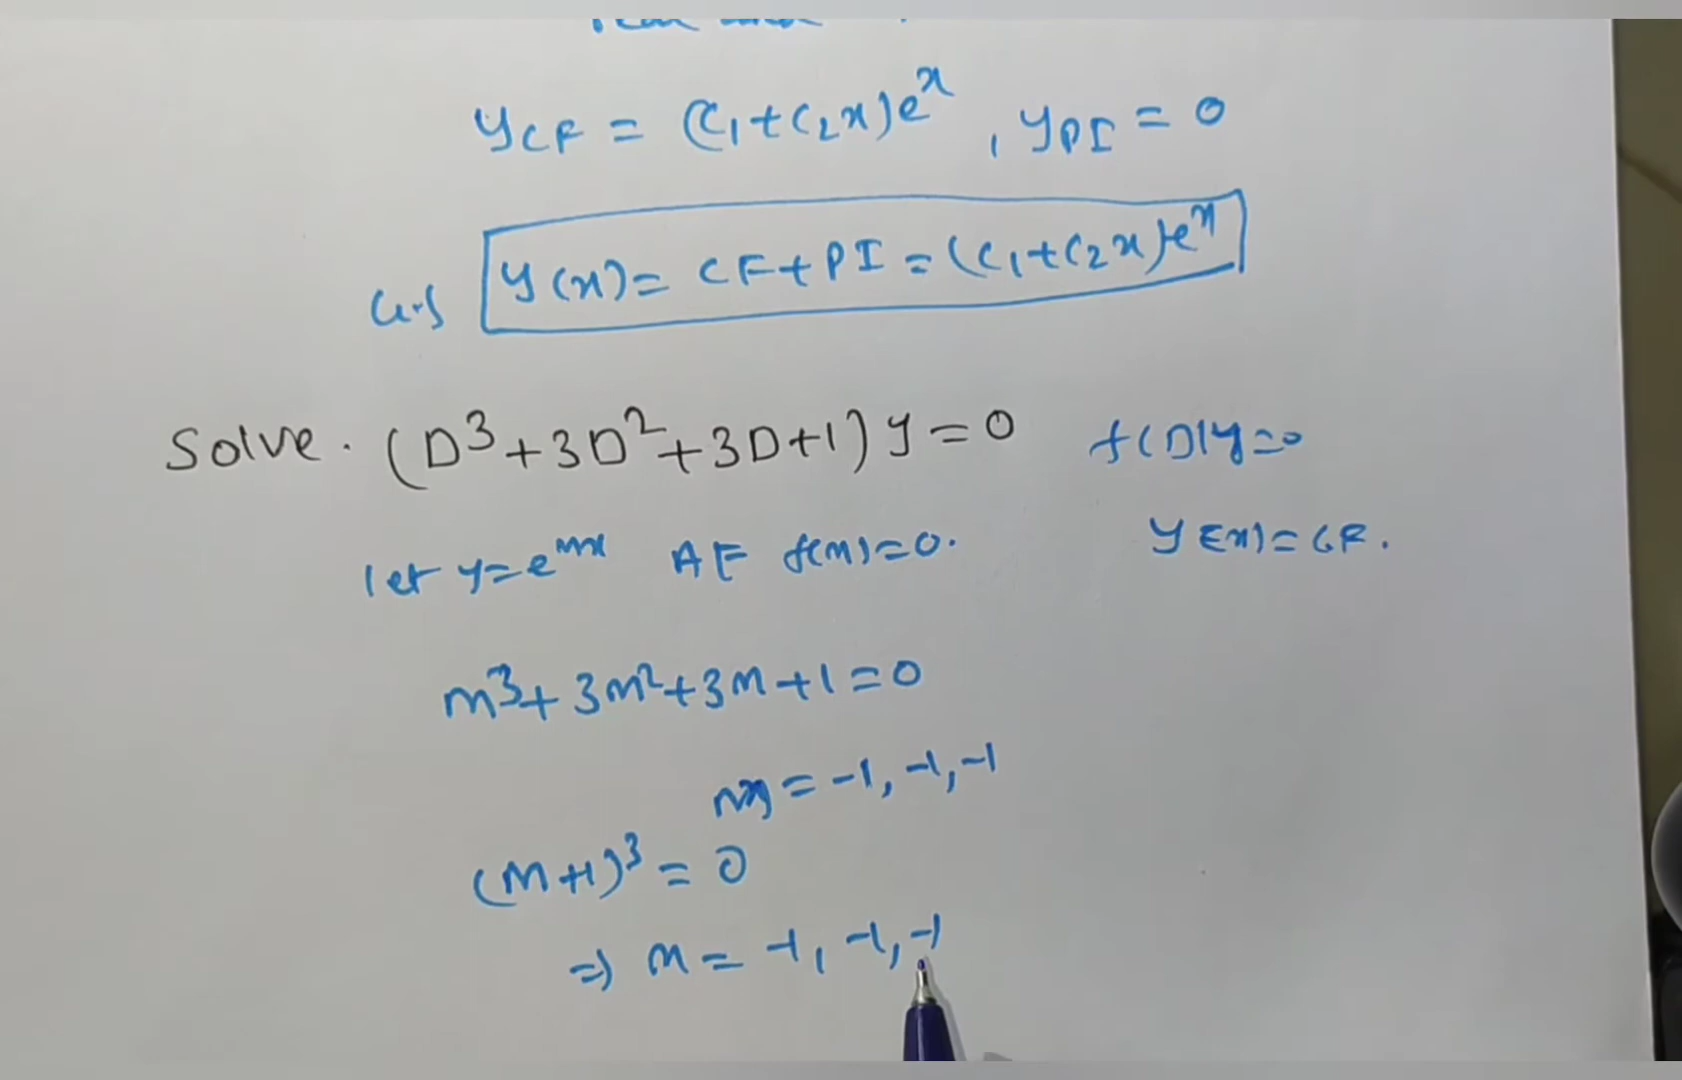 y_CF = (C₁+C₂x)e^x , y_PI = 0
G.S y(x) = CF + PI = (C₁+C₂x)e^x
Solve. (D³+3D²+3D+1)y=0 f(D)y=0
let y=e^mx AE f(m)=0. y(x)=CF.
m³+3m²+3m+1=0
m = -1, -1, -1
(m+1)³ = 0
⇒ m = -1, -1, -1